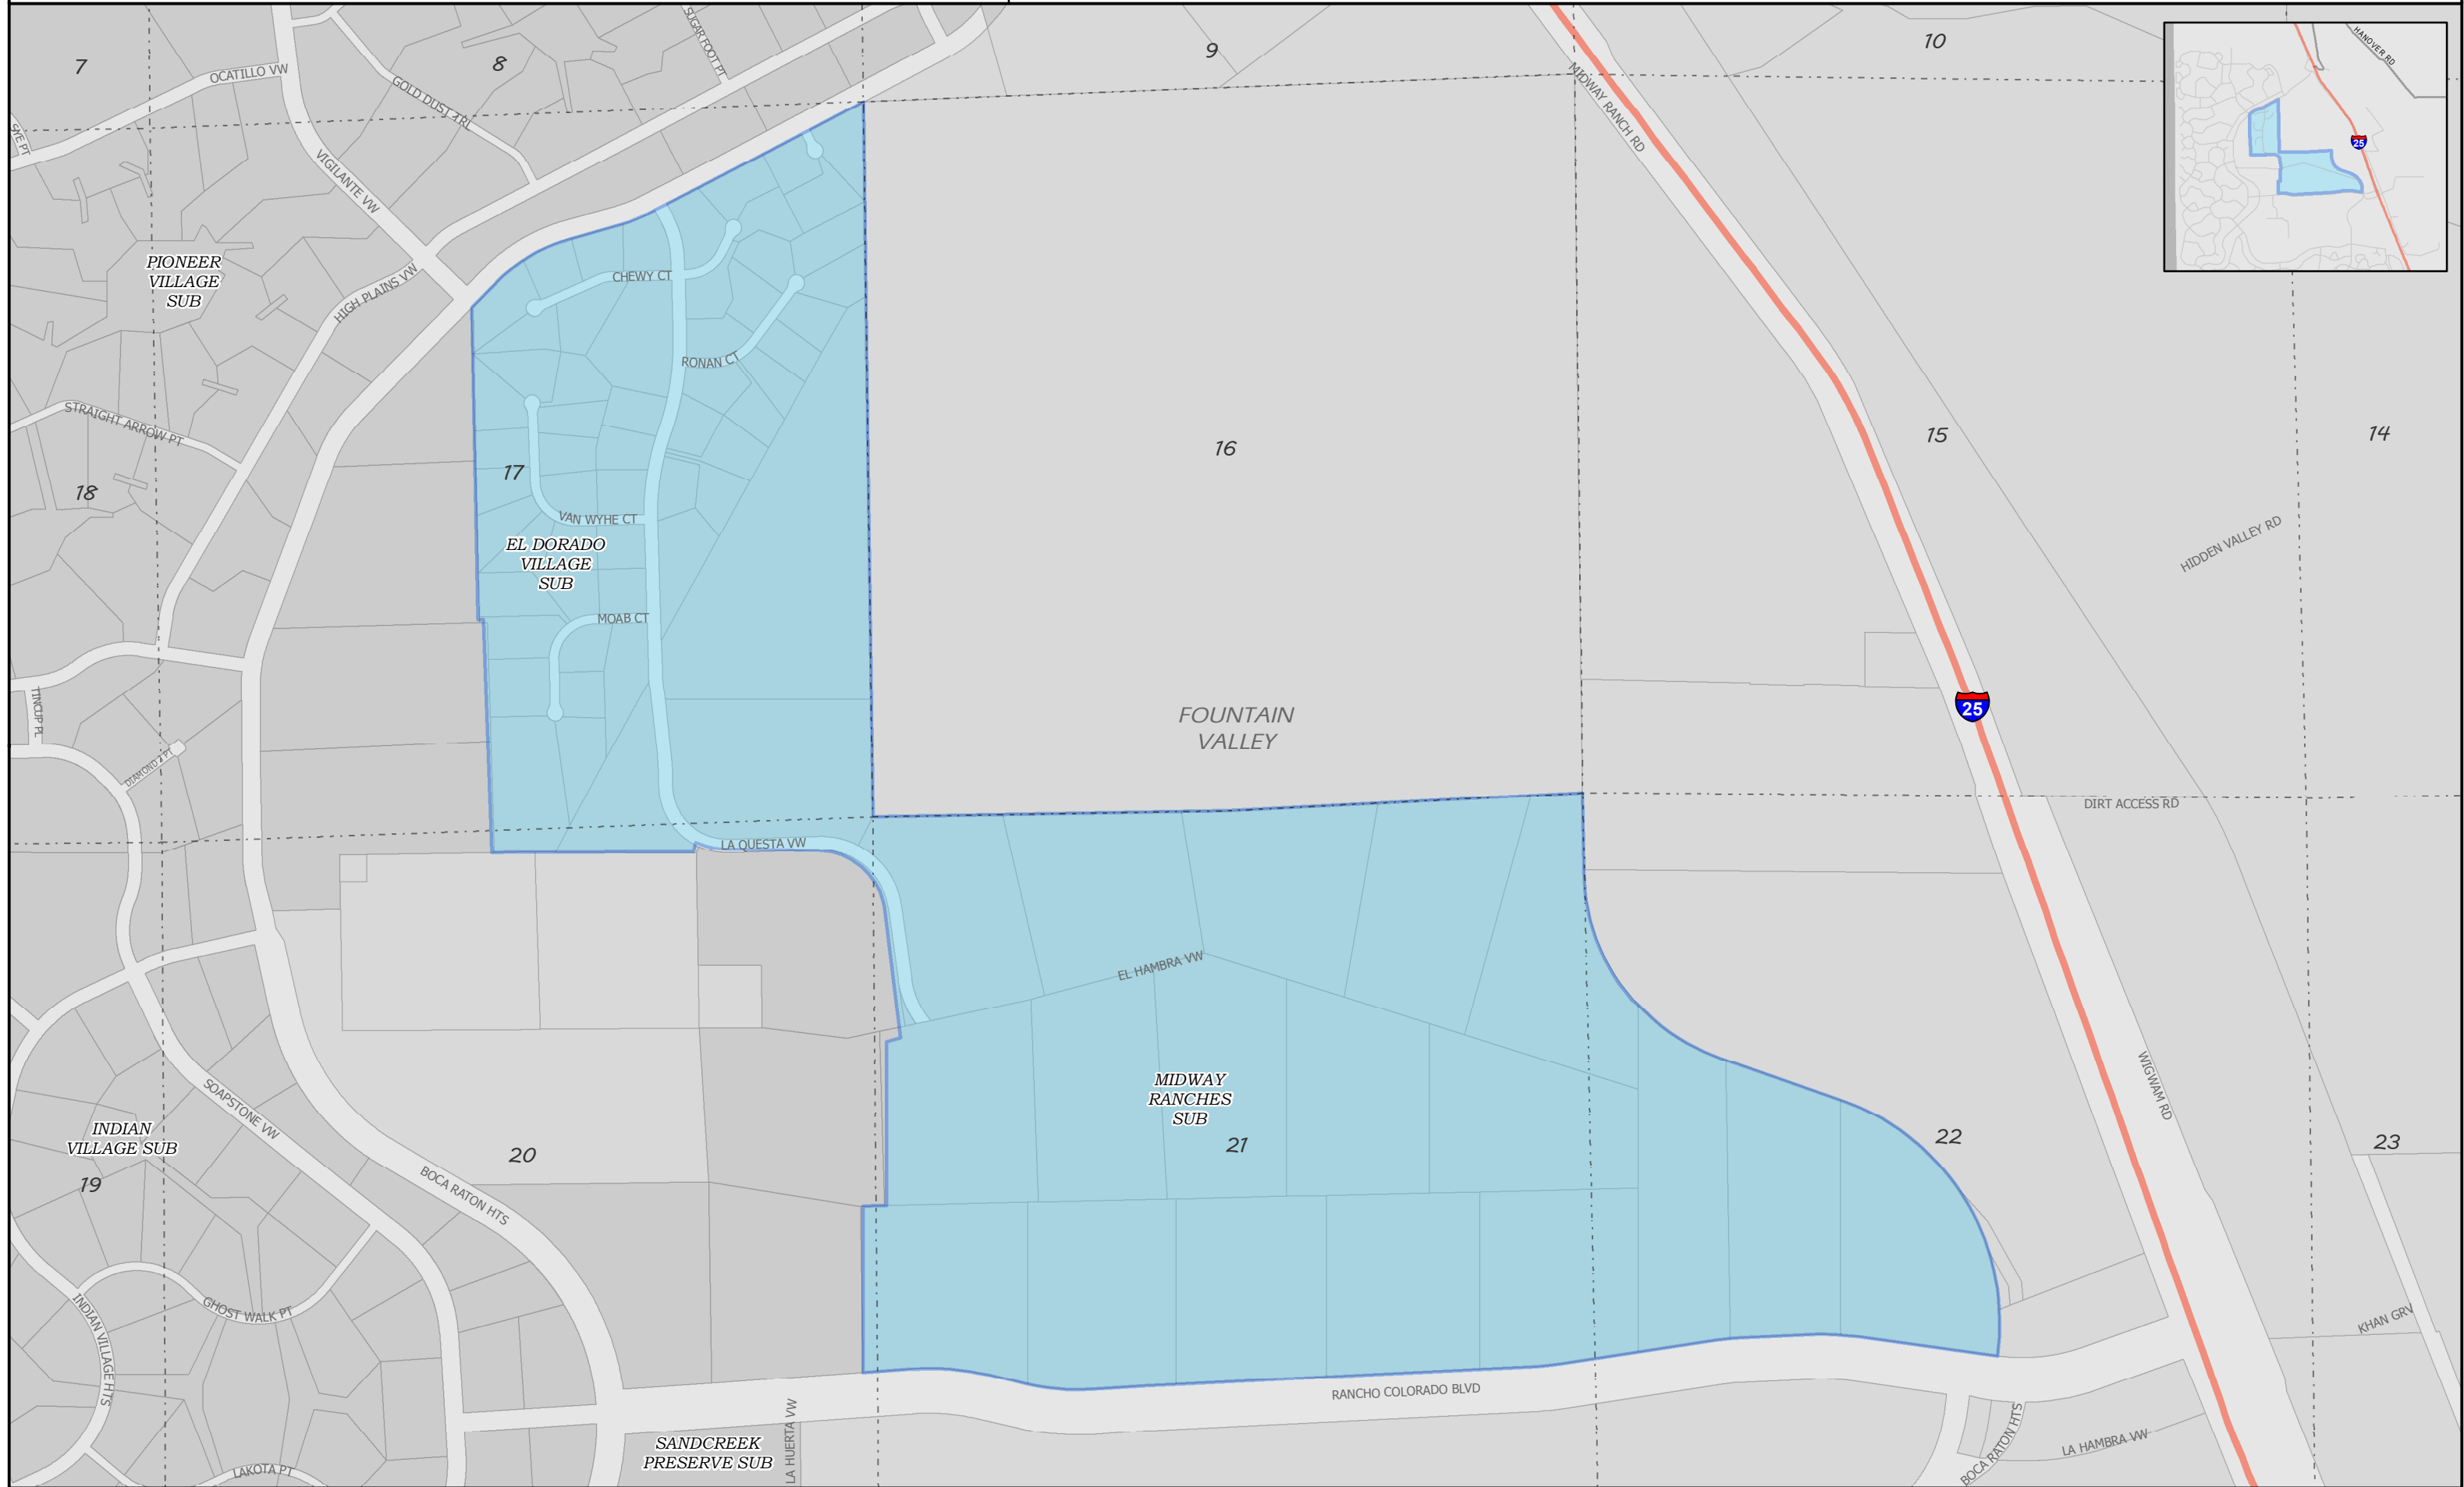 7
8
9
10
HANOVER RD
25
SUGAR FOOT PT
OCATILLO VW
GOLD DUST TRL
MIDWAY RANCH RD
VIGILANTE VW
PIONEER
VILLAGE
SUB
HIGH PLAINS VW
CHEWY CT
RONAN CT
STRAIGHT ARROW PT
18
17
16
15
14
VAN WYHE CT
EL DORADO
VILLAGE
SUB
HIDDEN VALLEY RD
MOAB CT
TINCUP PL
DIAMOND PT
FOUNTAIN
VALLEY
25
DIRT ACCESS RD
LA QUESTA VW
EL HAMBRA VW
MIDWAY
RANCHES
SUB
21
22
23
WIGWAM RD
SOAPSTONE VW
INDIAN
VILLAGE SUB
19
20
BOCA RATON HTS
GHOST WALK PT
INDIAN VILLAGE HTS
KHAN GRV
RANCHO COLORADO BLVD
SANDCREEK
PRESERVE SUB
LA HUERTA VW
LAKOTA PT
BOCA RATON HTS
LA HAMBRA VW